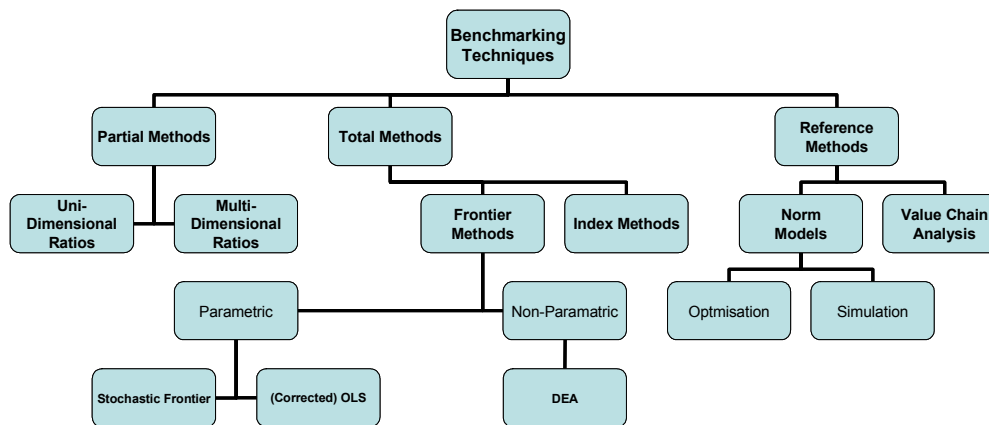 Benchmarking
Techniques
Partial Methods
Total Methods
Reference
Methods
Uni-
Dimensional
Ratios
Multi-
Dimensional
Ratios
Frontier
Methods
Index Methods
Norm
Models
Value Chain
Analysis
Parametric
Non-Paramatric
Optmisation
Simulation
Stochastic Frontier
(Corrected) OLS
DEA